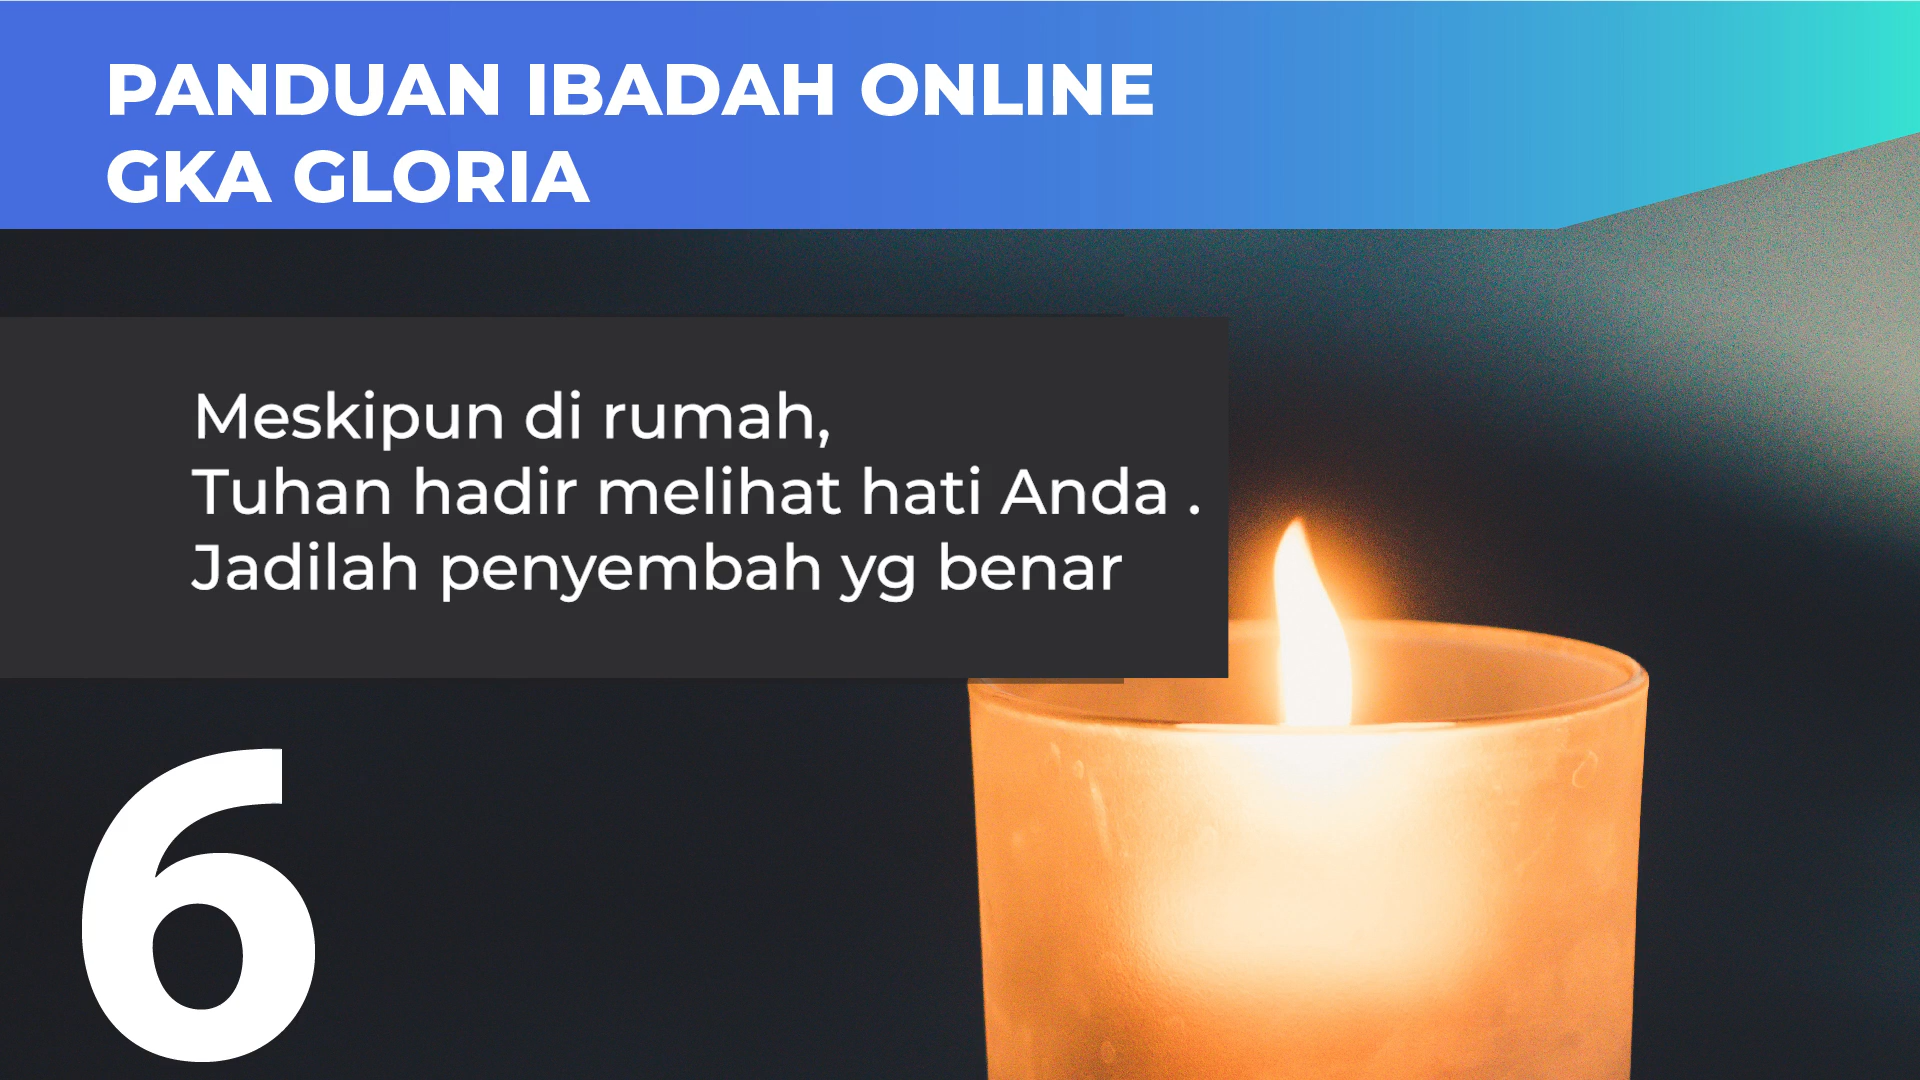 PANDUAN IBADAH ONLINE
GKA GLORIA
Meskipun di rumah,
Tuhan hadir melihat hati Anda .
Jadilah penyembah yg benar
6